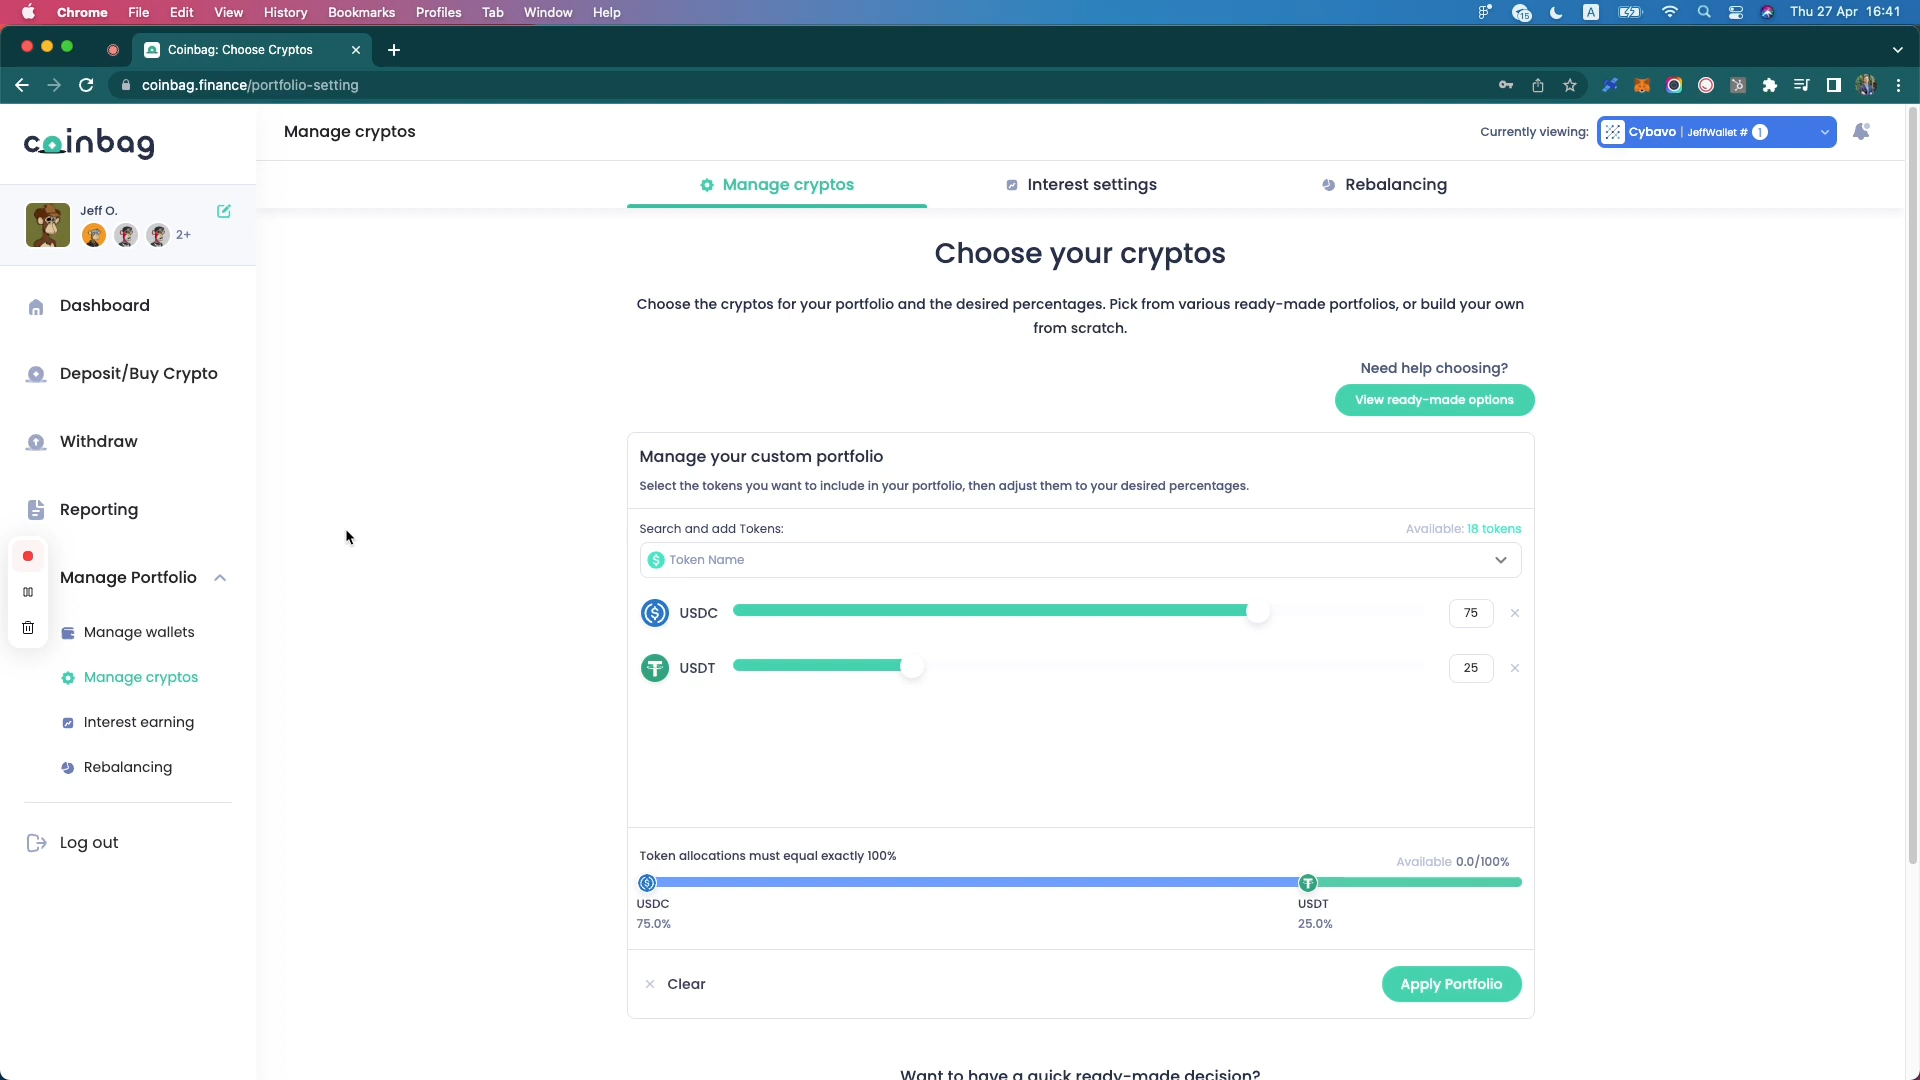 Chrome File Edit View History Bookmarks Profiles Tab Window Help
15
A
Thu 27 Apr 16:41
Coinbag: Choose Cryptos
coinbag.finance/portfolio-setting
coinbag
Manage cryptos
Currently viewing:
Cybavo | JeffWallet # 1
Manage cryptos
Interest settings
Rebalancing
Jeff O.
2+
Dashboard
Deposit/Buy Crypto
Withdraw
Reporting
Manage Portfolio
Manage wallets
Manage cryptos
Interest earning
Rebalancing
Log out
Choose your cryptos
Choose the cryptos for your portfolio and the desired percentages. Pick from various ready-made portfolios, or build your own
from scratch.
Need help choosing?
View ready-made options
Manage your custom portfolio
Select the tokens you want to include in your portfolio, then adjust them to your desired percentages.
Search and add Tokens:
Available: 18 tokens
Token Name
USDC
75
USDT
25
Token allocations must equal exactly 100%
Available 0.0/100%
USDC
75.0%
USDT
25.0%
Clear
Apply Portfolio
Want to have a quick ready-made decision?